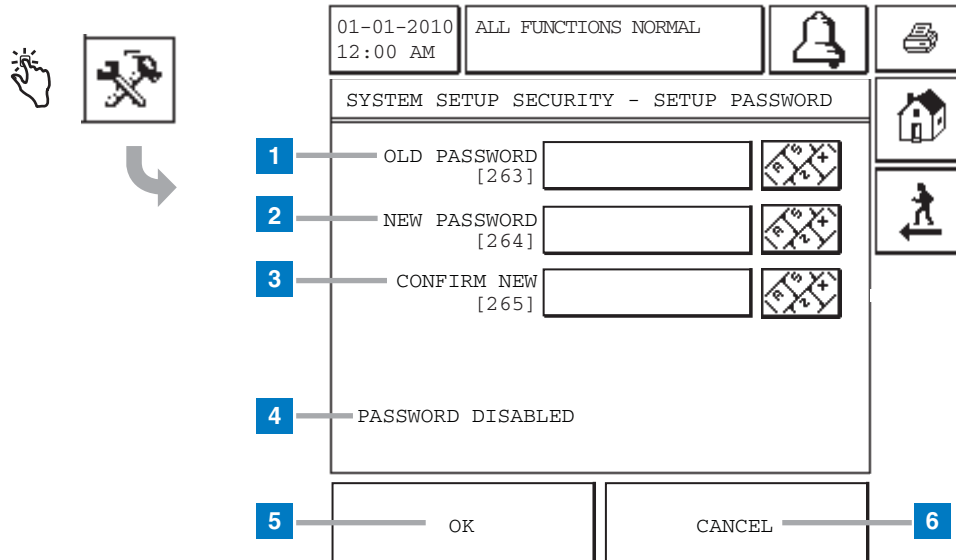 01-01-2010
12:00 AM
ALL FUNCTIONS NORMAL
SYSTEM SETUP SECURITY - SETUP PASSWORD
1
OLD PASSWORD
[263]
2
NEW PASSWORD
[264]
3
CONFIRM NEW
[265]
4
PASSWORD DISABLED
5
OK
CANCEL
6